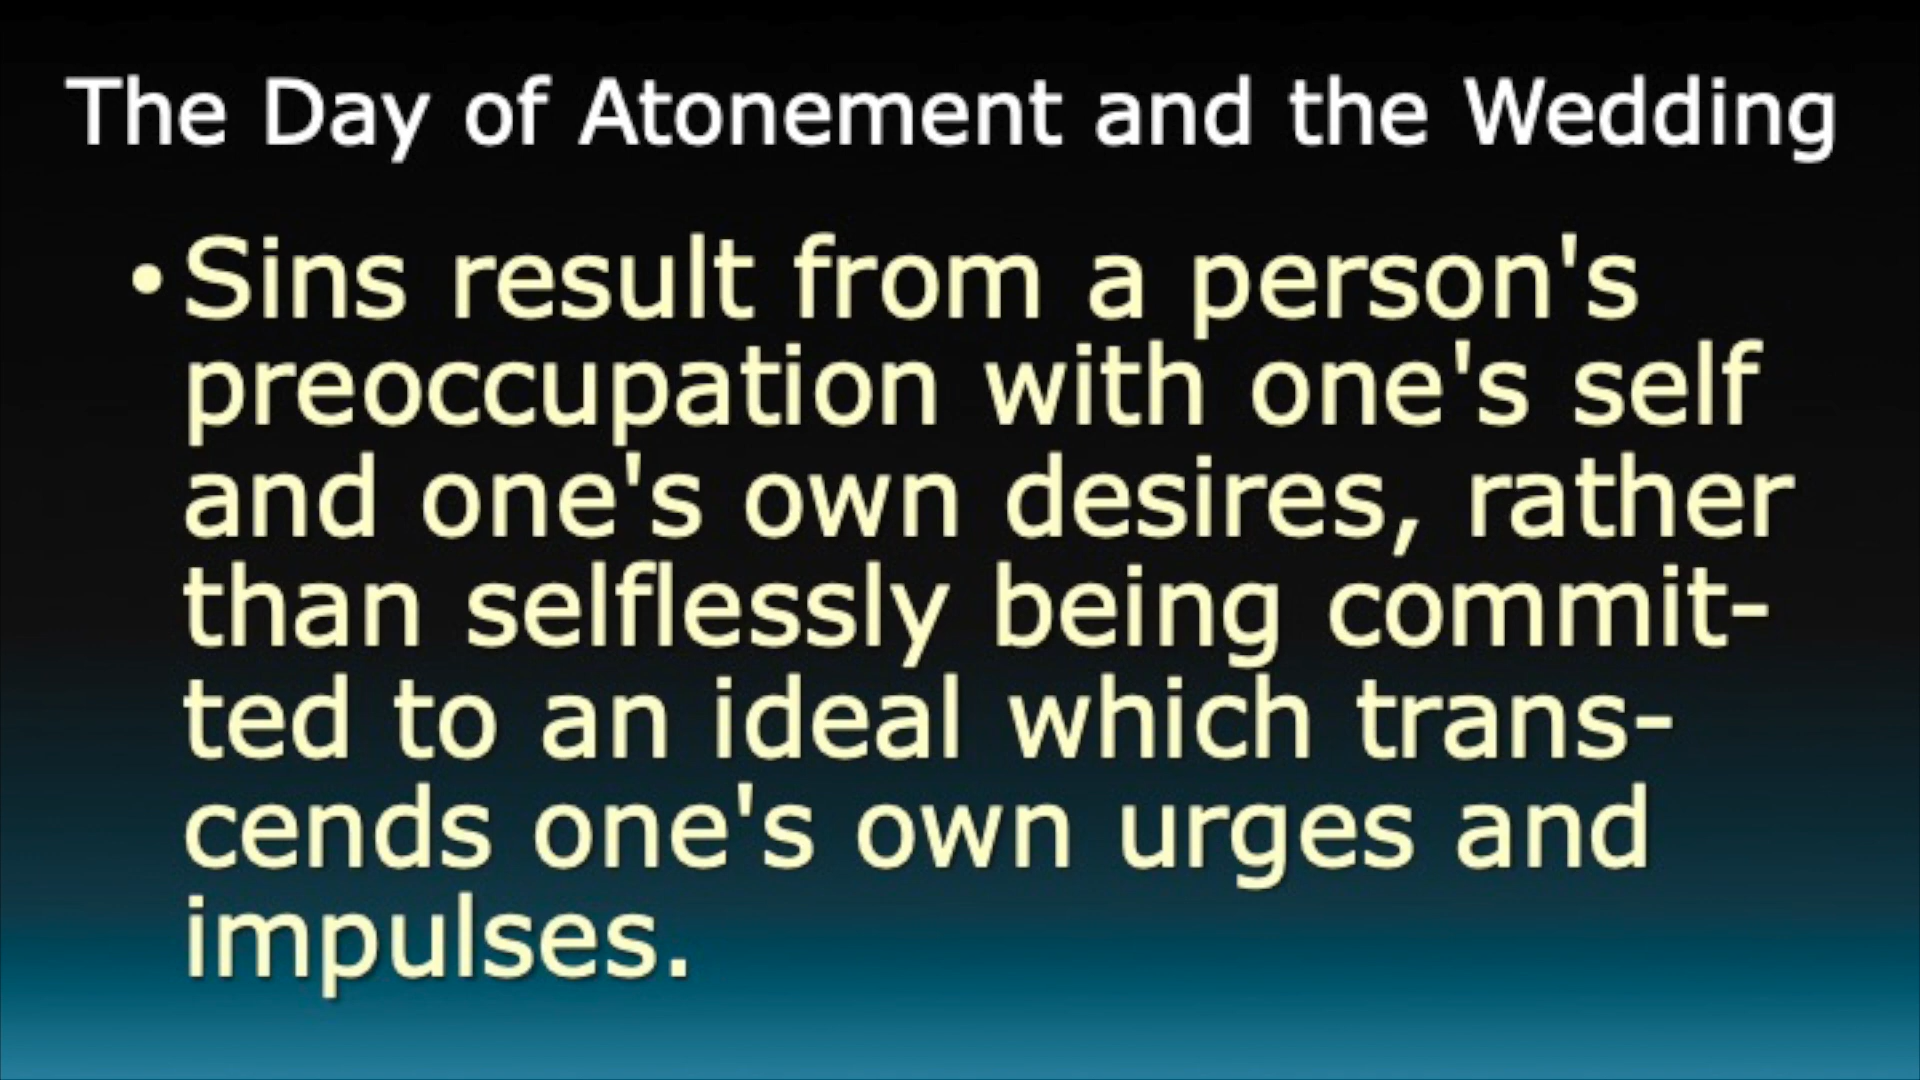 The Day of Atonement and the Wedding
• Sins result from a person's
preoccupation with one's self
and one's own desires, rather
than selflessly being commit-
ted to an ideal which trans-
cends one's own urges and
impulses.